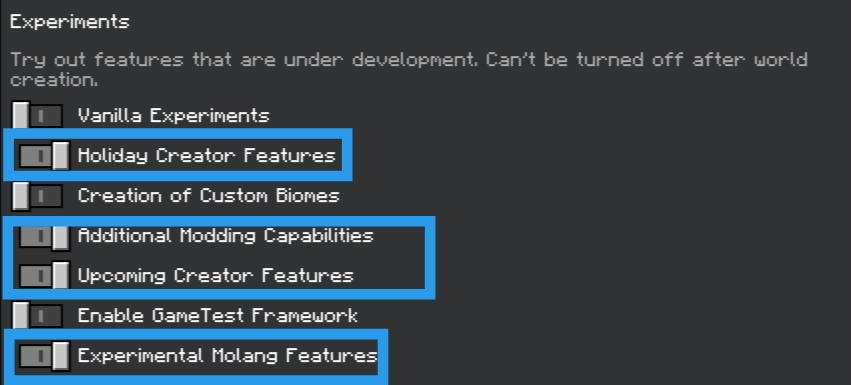 Experiments
Try out features that are under development. Can't be turned off after world
creation.
Vanilla Experiments
Holiday Creator Features
Creation of Custom Biomes
Additional Modding Capabilities
Upcoming Creator Features
Enable GameTest Framework
Experimental Molang Features